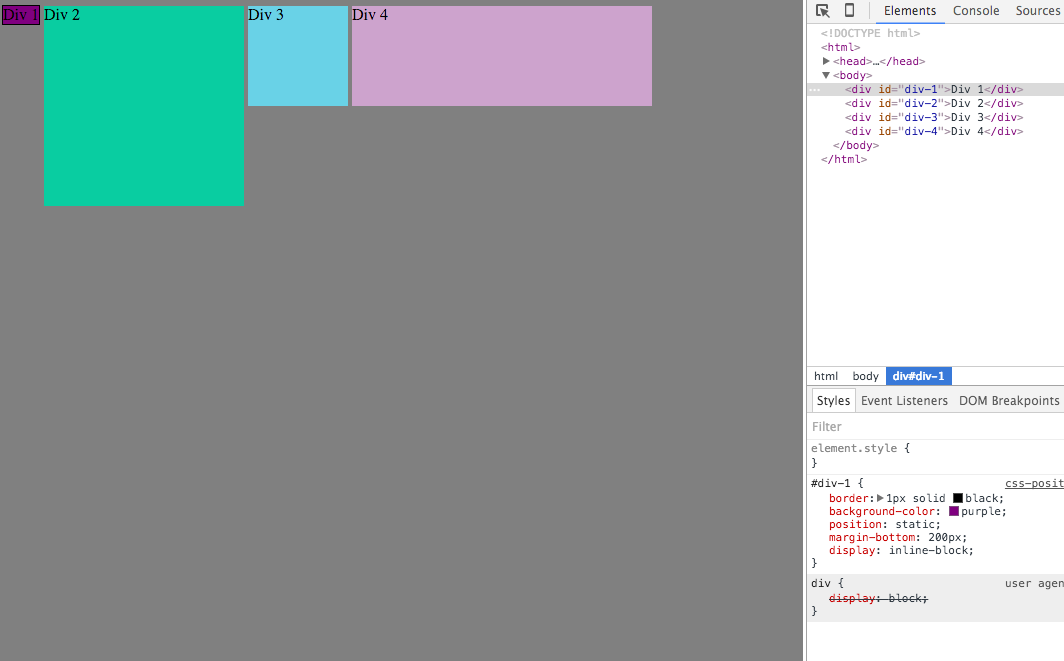 Div 1 Div 2 Div 3 Div 4
Elements Console Sources
<!DOCTYPE html>
<html>
▶<head>…</head>
▼<body>
… <div id="div-1">Div 1</div>
<div id="div-2">Div 2</div>
<div id="div-3">Div 3</div>
<div id="div-4">Div 4</div>
</body>
</html>
html body div#div-1
Styles Event Listeners DOM Breakpoints
Filter
element.style {
}
#div-1 { css-posit
border:▶1px solid black;
background-color: purple;
position: static;
margin-bottom: 200px;
display: inline-block;
}
div { user agen
display: block;
}